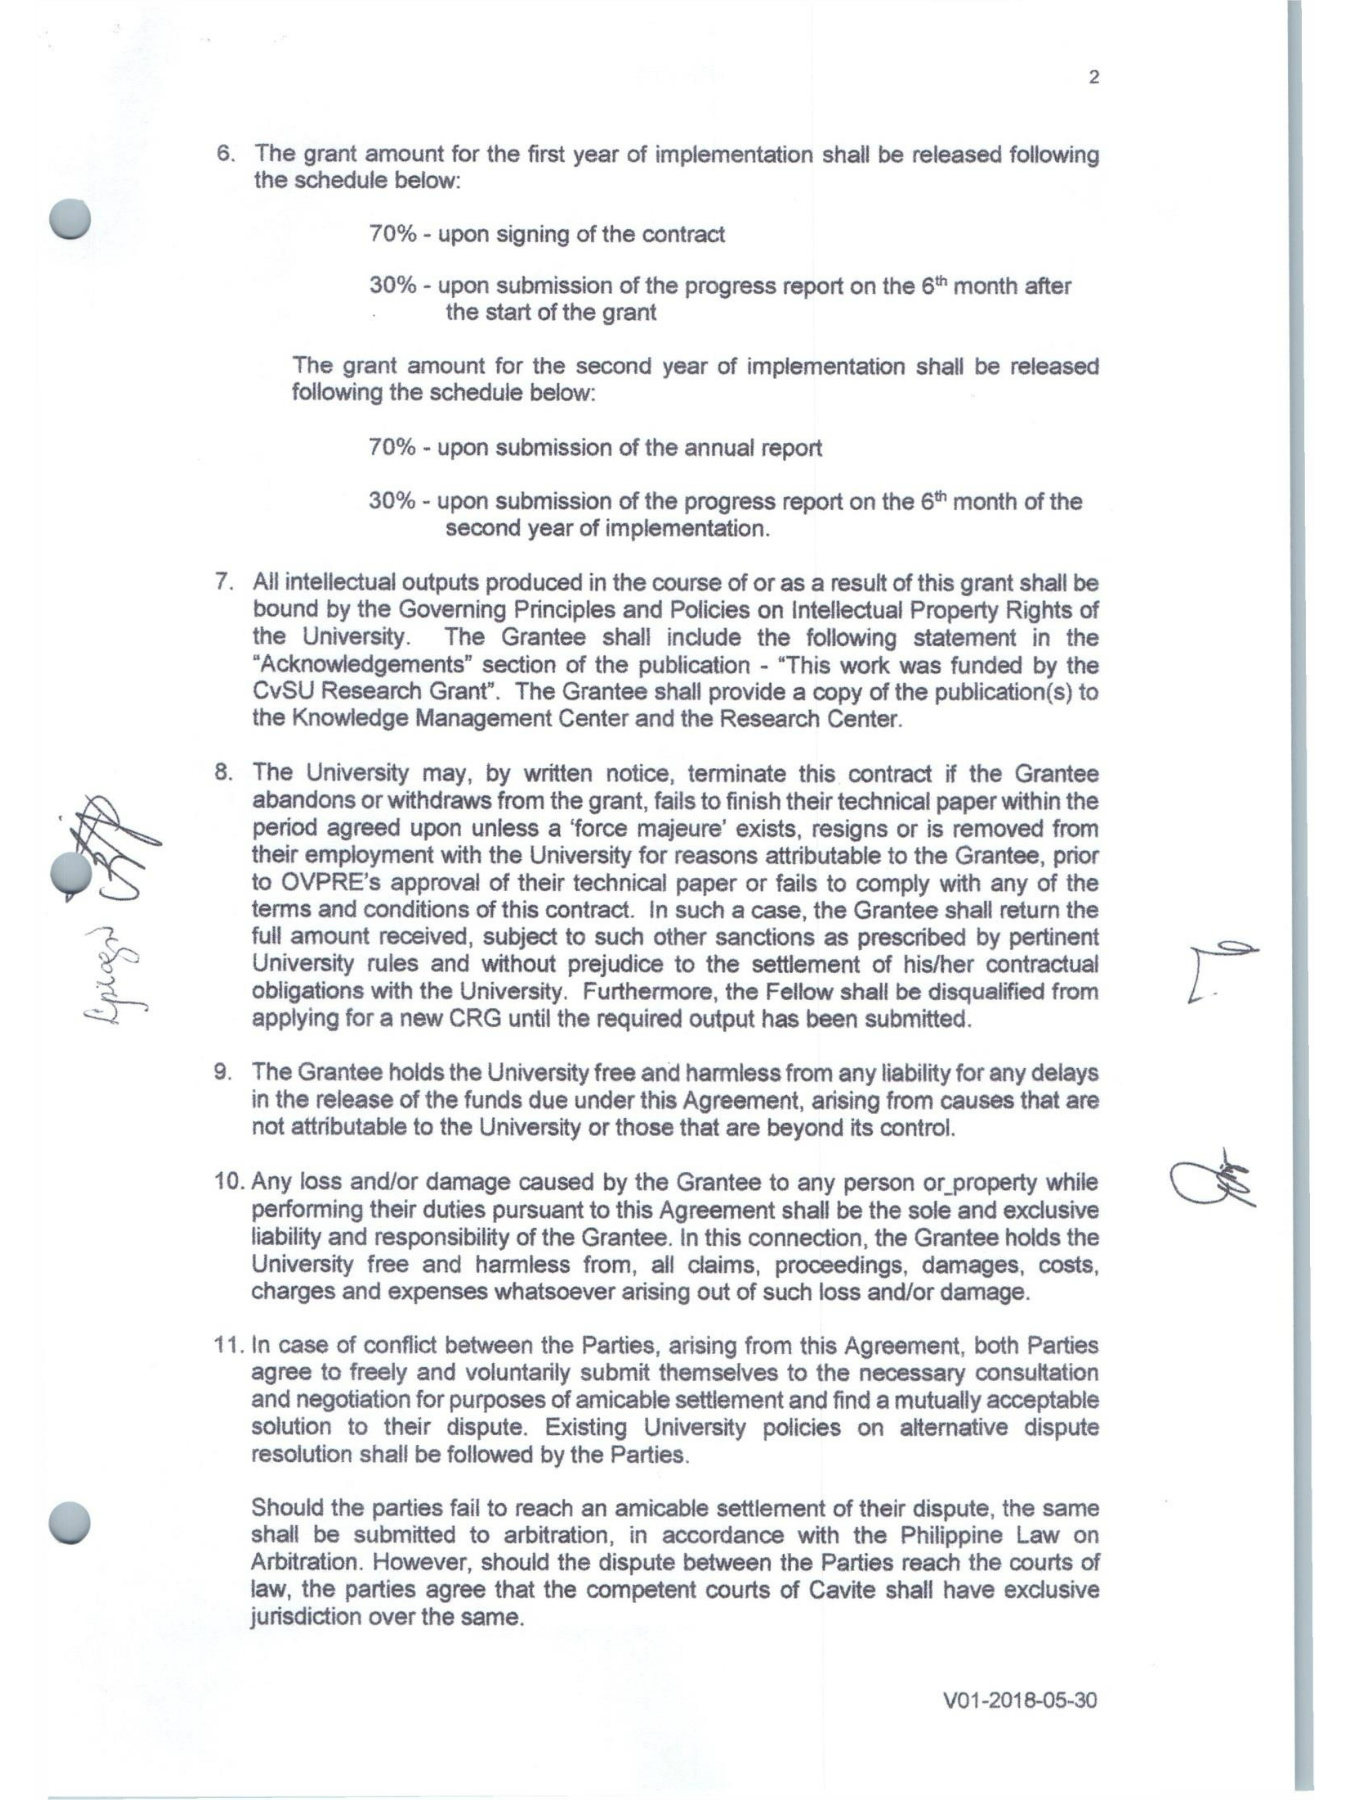 2
6. The grant amount for the first year of implementation shall be released following
the schedule below:
70% - upon signing of the contract
30% - upon submission of the progress report on the 6th month after
the start of the grant
The grant amount for the second year of implementation shall be released
following the schedule below:
70% - upon submission of the annual report
30% - upon submission of the progress report on the 6th month of the
second year of implementation.
7. All intellectual outputs produced in the course of or as a result of this grant shall be
bound by the Governing Principles and Policies on Intellectual Property Rights of
the University. The Grantee shall include the following statement in the
“Acknowledgements” section of the publication - “This work was funded by the
CvSU Research Grant”. The Grantee shall provide a copy of the publication(s) to
the Knowledge Management Center and the Research Center.
8. The University may, by written notice, terminate this contract if the Grantee
abandons or withdraws from the grant, fails to finish their technical paper within the
period agreed upon unless a ‘force majeure’ exists, resigns or is removed from
their employment with the University for reasons attributable to the Grantee, prior
to OVPRE’s approval of their technical paper or fails to comply with any of the
terms and conditions of this contract. In such a case, the Grantee shall return the
full amount received, subject to such other sanctions as prescribed by pertinent
University rules and without prejudice to the settlement of his/her contractual
obligations with the University. Furthermore, the Fellow shall be disqualified from
applying for a new CRG until the required output has been submitted.
9. The Grantee holds the University free and harmless from any liability for any delays
in the release of the funds due under this Agreement, arising from causes that are
not attributable to the University or those that are beyond its control.
10. Any loss and/or damage caused by the Grantee to any person or_property while
performing their duties pursuant to this Agreement shall be the sole and exclusive
liability and responsibility of the Grantee. In this connection, the Grantee holds the
University free and harmless from, all claims, proceedings, damages, costs,
charges and expenses whatsoever arising out of such loss and/or damage.
11. In case of conflict between the Parties, arising from this Agreement, both Parties
agree to freely and voluntarily submit themselves to the necessary consultation
and negotiation for purposes of amicable settlement and find a mutually acceptable
solution to their dispute. Existing University policies on alternative dispute
resolution shall be followed by the Parties.
Should the parties fail to reach an amicable settlement of their dispute, the same
shall be submitted to arbitration, in accordance with the Philippine Law on
Arbitration. However, should the dispute between the Parties reach the courts of
law, the parties agree that the competent courts of Cavite shall have exclusive
jurisdiction over the same.
V01-2018-05-30